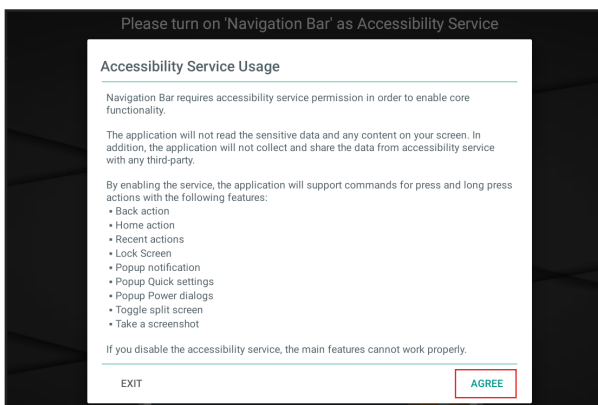 Please turn on 'Navigation Bar' as Accessibility Service
Accessibility Service Usage
Navigation Bar requires accessibility service permission in order to enable core
functionality.
The application will not read the sensitive data and any content on your screen. In
addition, the application will not collect and share the data from accessibility service
with any third-party.
By enabling the service, the application will support commands for press and long press
actions with the following features:
▪ Back action
▪ Home action
▪ Recent actions
▪ Lock Screen
▪ Popup notification
▪ Popup Quick settings
▪ Popup Power dialogs
▪ Toggle split screen
▪ Take a screenshot
If you disable the accessibility service, the main features cannot work properly.
EXIT
AGREE